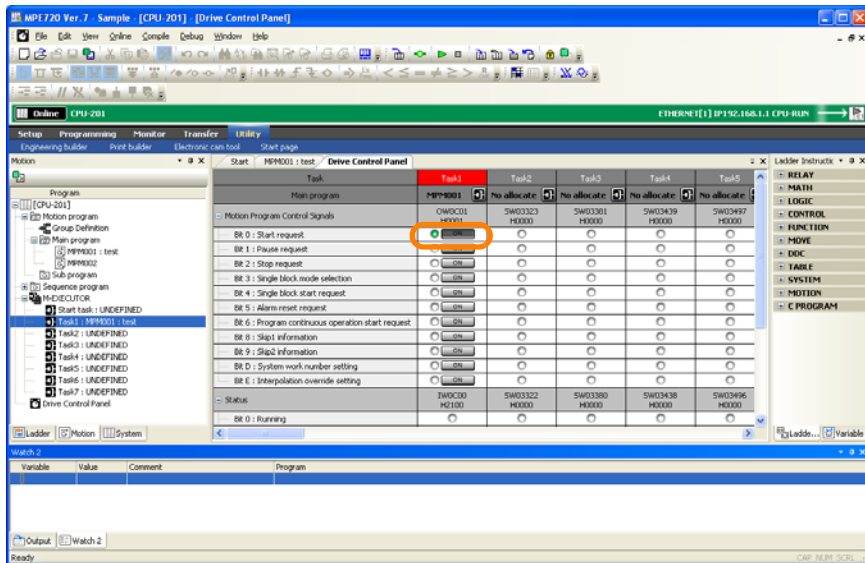 MPE720 Ver. 7 - Sample - [CPU-201] - [Drive Control Panel]
File Edit View Online Compile Debug Window Help
Online CPU-201 ETHERNET[1] IP192.168.1.1 CPU-RUN
Setup Programming Monitor Transfer Utility
Engineering builder Print builder Electronic cam tool Start page
Motion
Program
[CPU-201]
Motion program
Group Definition
Main program
MPM001 : test
MPM002
Sub program
Sequence program
M-EXECUTOR
Start task : UNDEFINED
Task1 : MPM001 : test
Task2 : UNDEFINED
Task3 : UNDEFINED
Task4 : UNDEFINED
Task5 : UNDEFINED
Task6 : UNDEFINED
Task7 : UNDEFINED
Drive Control Panel
Ladder Motion System
Start MPM001 : test Drive Control Panel
Task Task1 Task2 Task3 Task4 Task5
Main program MPM001 No allocate No allocate No allocate No allocate
Motion Program Control Signals OW0C01 SW03323 SW03381 SW03439 SW03497
H0001 H0000 H0000 H0000 H0000
Bit 0 : Start request ON
Bit 1 : Pause request ON
Bit 2 : Stop request ON
Bit 3 : Single block mode selection ON
Bit 4 : Single block start request ON
Bit 5 : Alarm reset request ON
Bit 6 : Program continuous operation start request ON
Bit 8 : Skip1 information ON
Bit 9 : Skip2 information ON
Bit D : System work number setting ON
Bit E : Interpolation override setting ON
Status IW0C00 SW03322 SW03380 SW03438 SW03496
H2100 H0000 H0000 H0000 H0000
Bit 0 : Running
Ladder Instructic
RELAY
MATH
LOGIC
CONTROL
FUNCTION
MOVE
DDC
TABLE
SYSTEM
MOTION
C PROGRAM
Ladde... Variable
Watch 2
Variable Value Comment Program
Output Watch 2
Ready CAP NUM SCRL